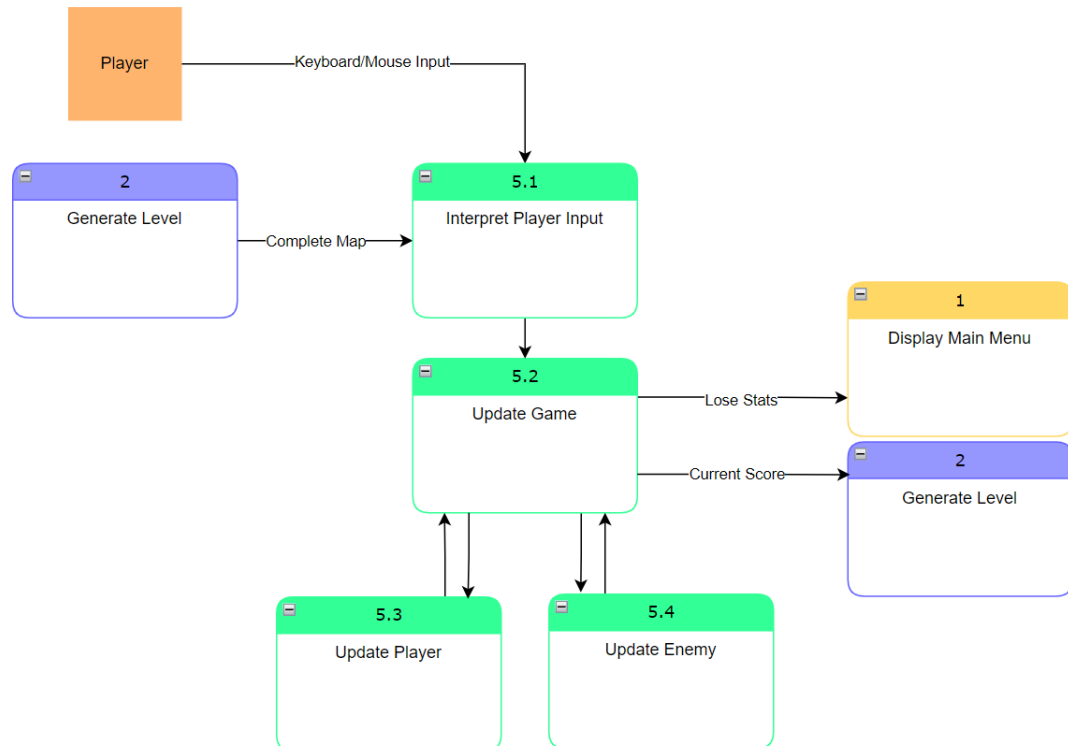 Player
Keyboard/Mouse Input
2
Generate Level
Complete Map
5.1
Interpret Player Input
5.2
Update Game
Lose Stats
Current Score
1
Display Main Menu
2
Generate Level
5.3
Update Player
5.4
Update Enemy